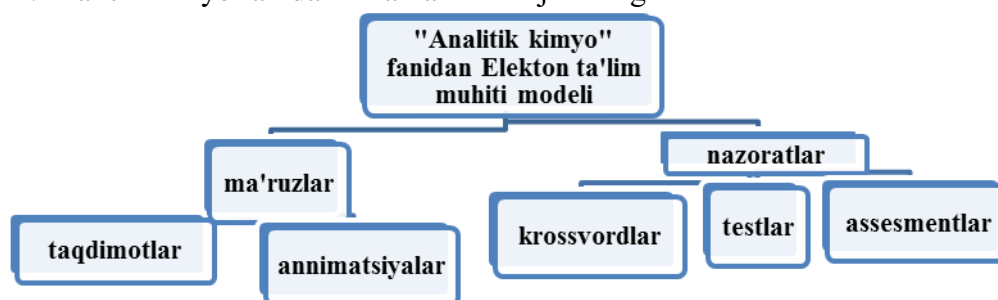 "Analitik kimyo"
fanidan Elekton ta'lim
muhiti modeli
ma'ruzlar
nazoratlar
taqdimotlar
annimatsiyalar
krossvordlar
testlar
assesmentlar